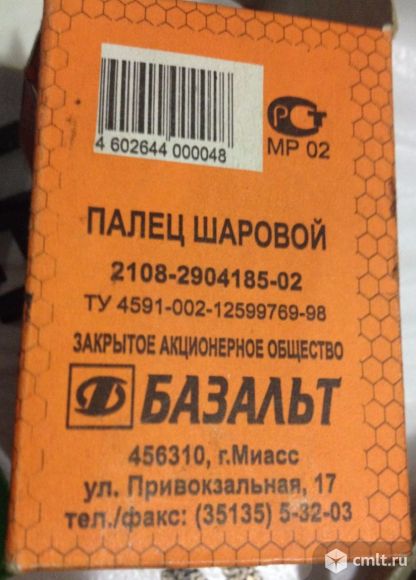 4 602644 000048
РСТ
МР 02
ПАЛЕЦ ШАРОВОЙ
2108-2904185-02
ТУ 4591-002-12599769-98
ЗАКРЫТОЕ АКЦИОНЕРНОЕ ОБЩЕСТВО
БАЗАЛЬТ
456310, г.Миасс
ул. Привокзальная, 17
тел./факс: (35135) 5-32-03
cmlt.ru